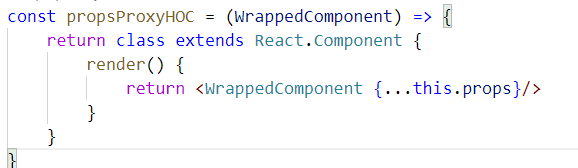 const propsProxyHOC = (WrappedComponent) => {
    return class extends React.Component {
        render() {
            return <WrappedComponent {...this.props}/>
        }
    }
}